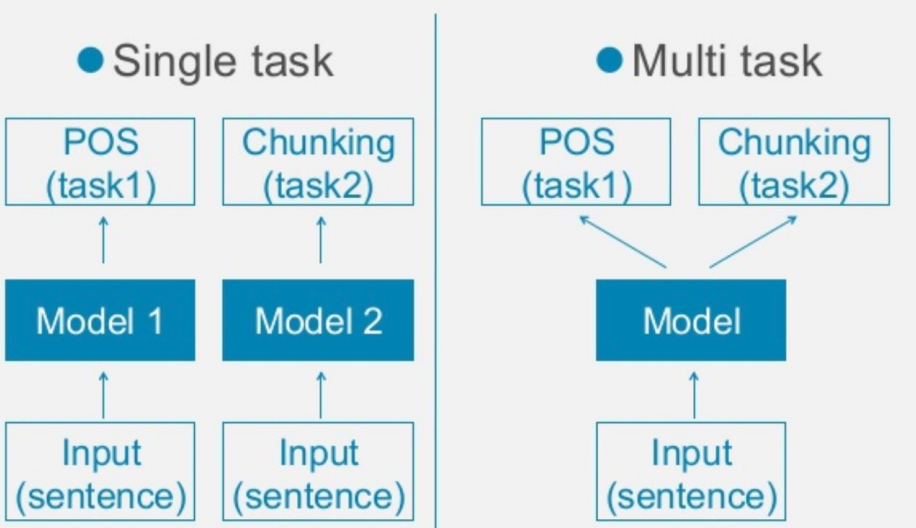 Single task
POS
(task1)
Chunking
(task2)
Model 1
Model 2
Input
(sentence)
Input
(sentence)
Multi task
POS
(task1)
Chunking
(task2)
Model
Input
(sentence)